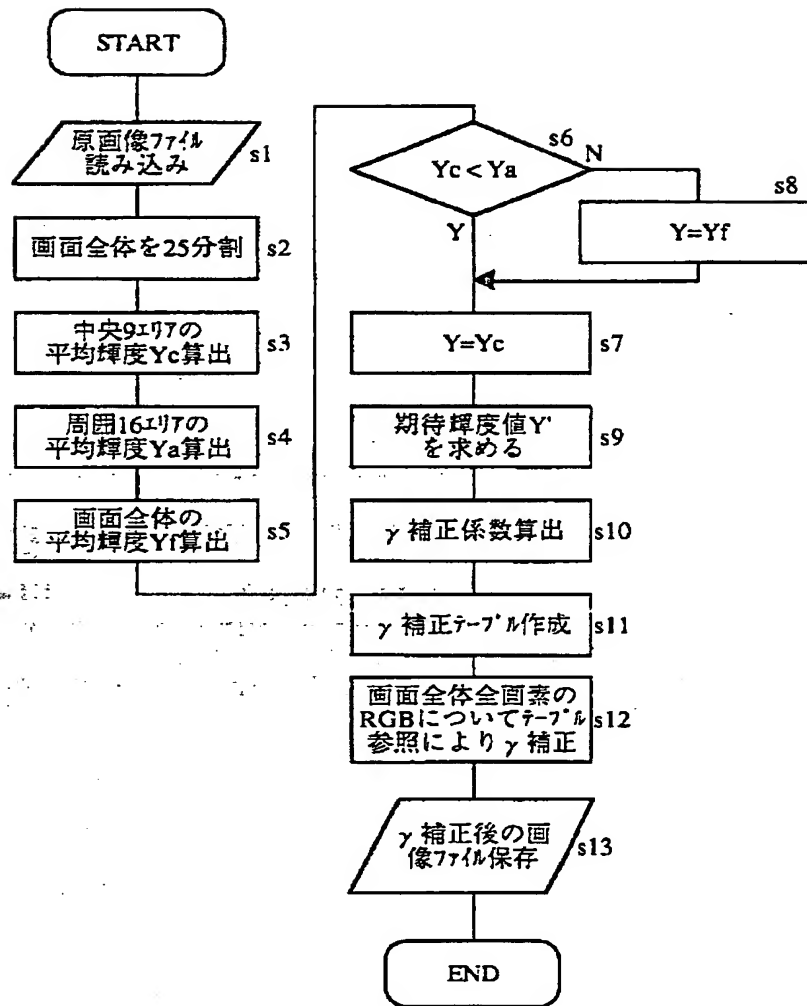 START
原画像ファイル
読み込み
s1
画面全体を25分割
s2
中央9エリアの
平均輝度Yc算出
s3
周囲16エリアの
平均輝度Ya算出
s4
画面全体の
平均輝度Yf算出
s5
Yc < Ya
s6
N
Y
Y=Yf
s8
Y=Yc
s7
期待輝度値Y'
を求める
s9
γ補正係数算出
s10
γ補正テーブル作成
s11
画面全体全画素の
RGBについてテーブル
参照によりγ補正
s12
γ補正後の画
像ファイル保存
s13
END